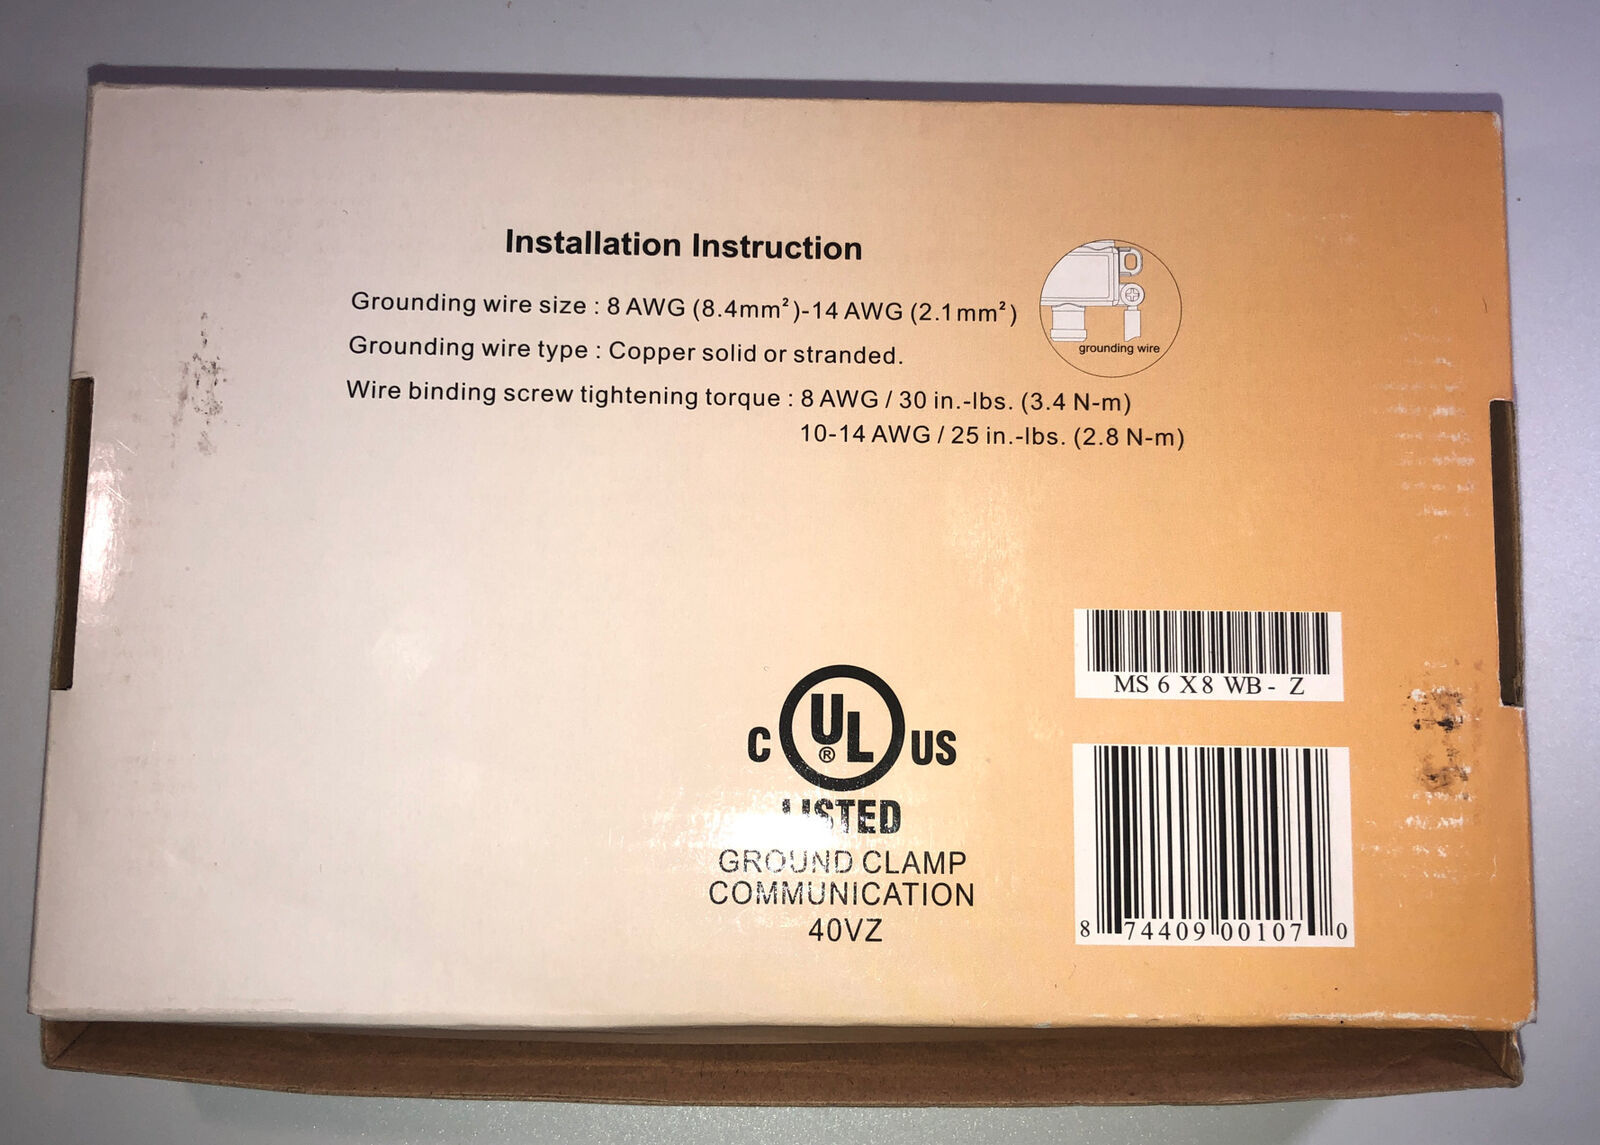 Installation Instruction
Grounding wire size : 8 AWG (8.4mm²)-14 AWG (2.1mm²)
grounding wire
Grounding wire type : Copper solid or stranded.
Wire binding screw tightening torque : 8 AWG / 30 in.-lbs. (3.4 N-m)
10-14 AWG / 25 in.-lbs. (2.8 N-m)
MS 6 X8 WB - Z
C UL ® US
LISTED
GROUND CLAMP
COMMUNICATION
40VZ
8 74409 00107 0